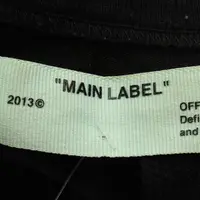 "MAIN LABEL"
2013©
OFF
Defi
and